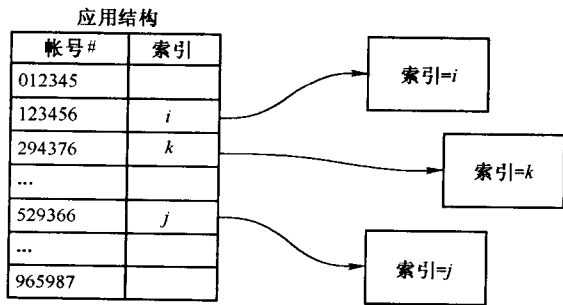 应用结构
帐号# 索引
012345
123456 i
294376 k
...
529366 j
...
965987
索引=i
索引=k
索引=j